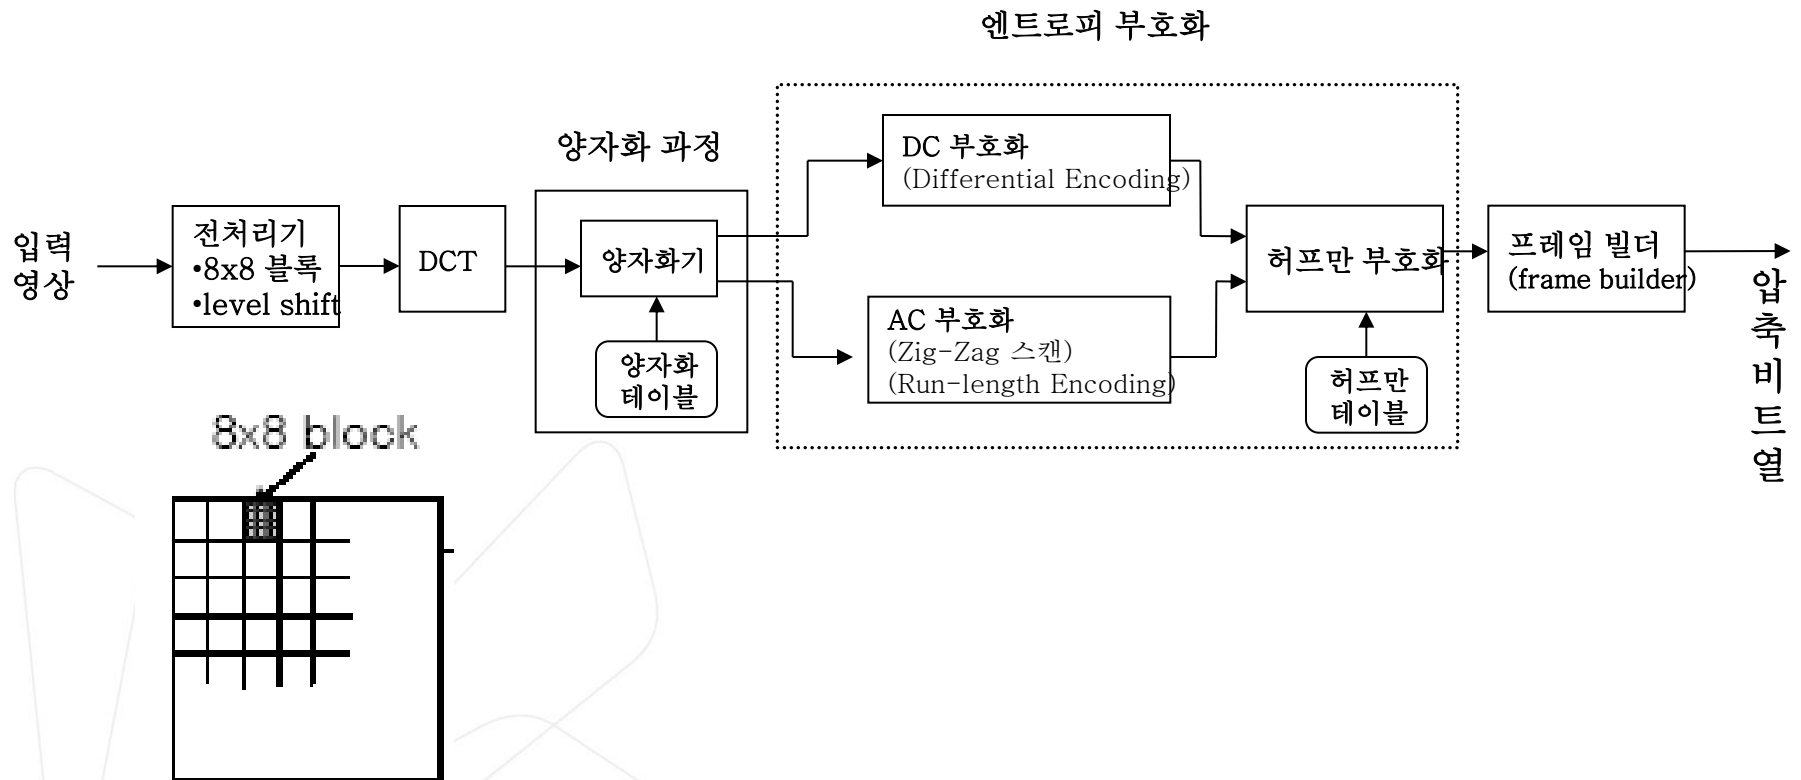 엔트로피 부호화
양자화 과정
입력
영상
전처리기
•8x8 블록
•level shift
DCT
양자화기
양자화
테이블
DC 부호화
(Differential Encoding)
AC 부호화
(Zig-Zag 스캔)
(Run-length Encoding)
허프만 부호화
허프만
테이블
프레임 빌더
(frame builder)
압
축
비
트
열
8x8 block